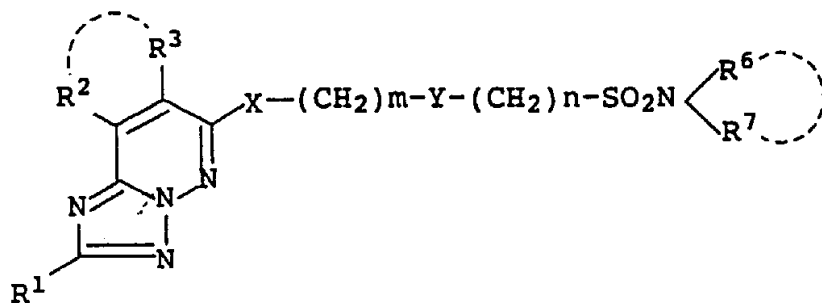 R³ R⁶
R² X—(CH₂)m-Y-(CH₂)n-SO₂N
R⁷
N N N
N
R¹